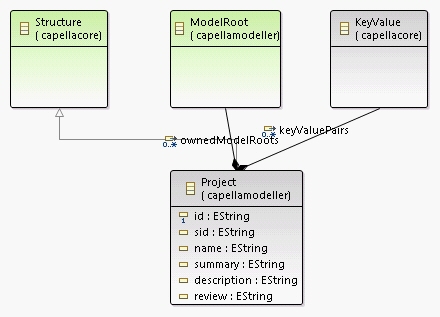 Structure
( capellacore )
ModelRoot
( capellamodeller )
KeyValue
( capellacore )
0..* ownedModelRoots
0..* keyValuePairs
Project
( capellamodeller )
1 id : EString
sid : EString
name : EString
summary : EString
description : EString
review : EString